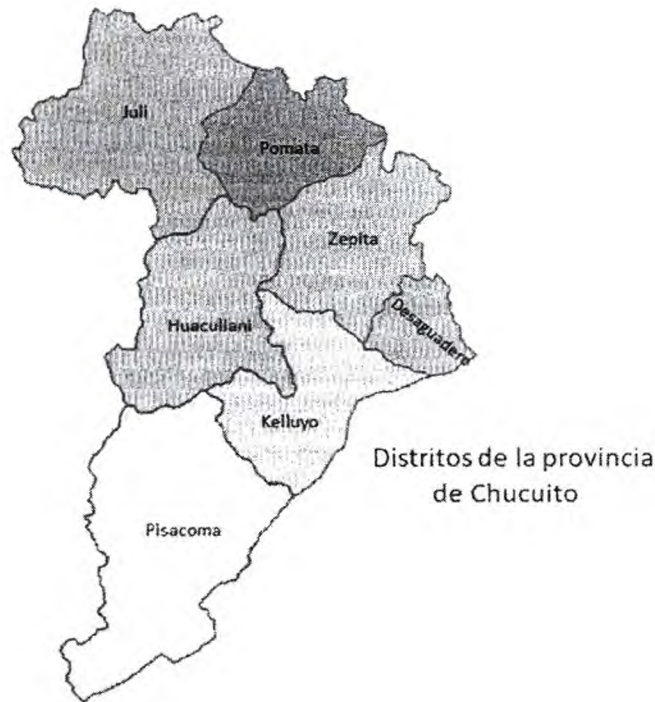 Juli
Pomata
Zepita
Desaguadero
Huacullani
Kelluyo
Distritos de la provincia
de Chucuito
Pisacoma